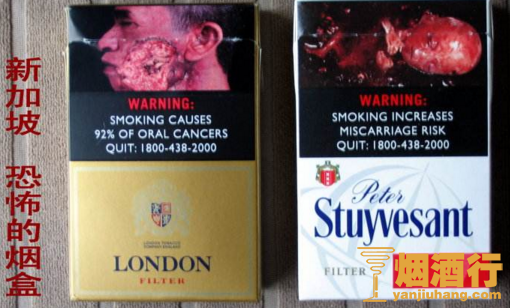 新加坡 恐怖的烟盒
WARNING:
SMOKING CAUSES
92% OF ORAL CANCERS
QUIT: 1800-438-2000
LONDON
FILTER
WARNING:
SMOKING INCREASES
MISCARRIAGE RISK
QUIT: 1800-438-2000
Peter
Stuyvesant
FILTER
烟酒行
yanjiuhang.com